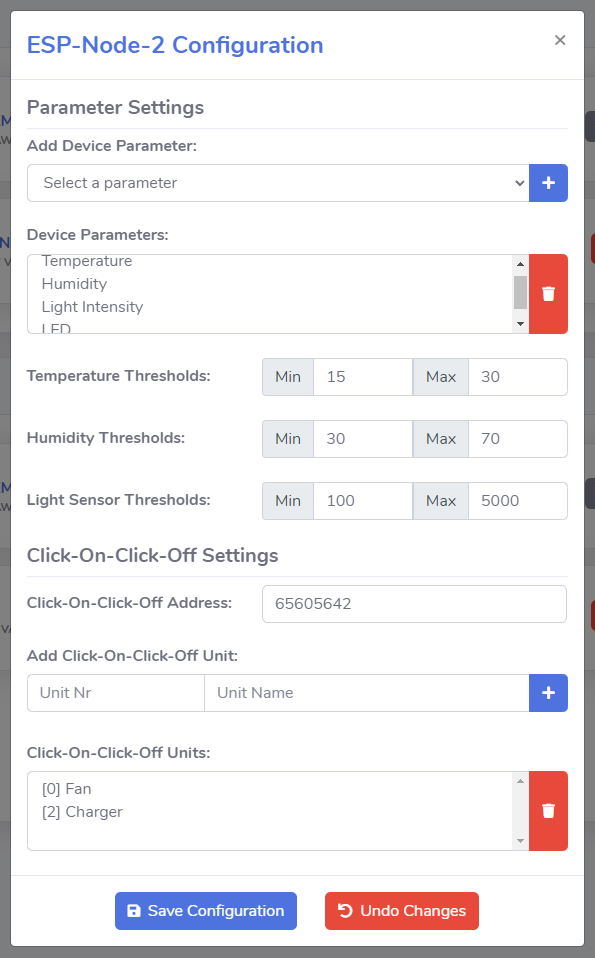 ESP-Node-2 Configuration ×
Parameter Settings
Add Device Parameter:
Select a parameter
Device Parameters:
Temperature
Humidity
Light Intensity
LED
Temperature Thresholds: Min 15 Max 30
Humidity Thresholds: Min 30 Max 70
Light Sensor Thresholds: Min 100 Max 5000
Click-On-Click-Off Settings
Click-On-Click-Off Address: 65605642
Add Click-On-Click-Off Unit:
Unit Nr Unit Name
Click-On-Click-Off Units:
[0] Fan
[2] Charger
Save Configuration Undo Changes